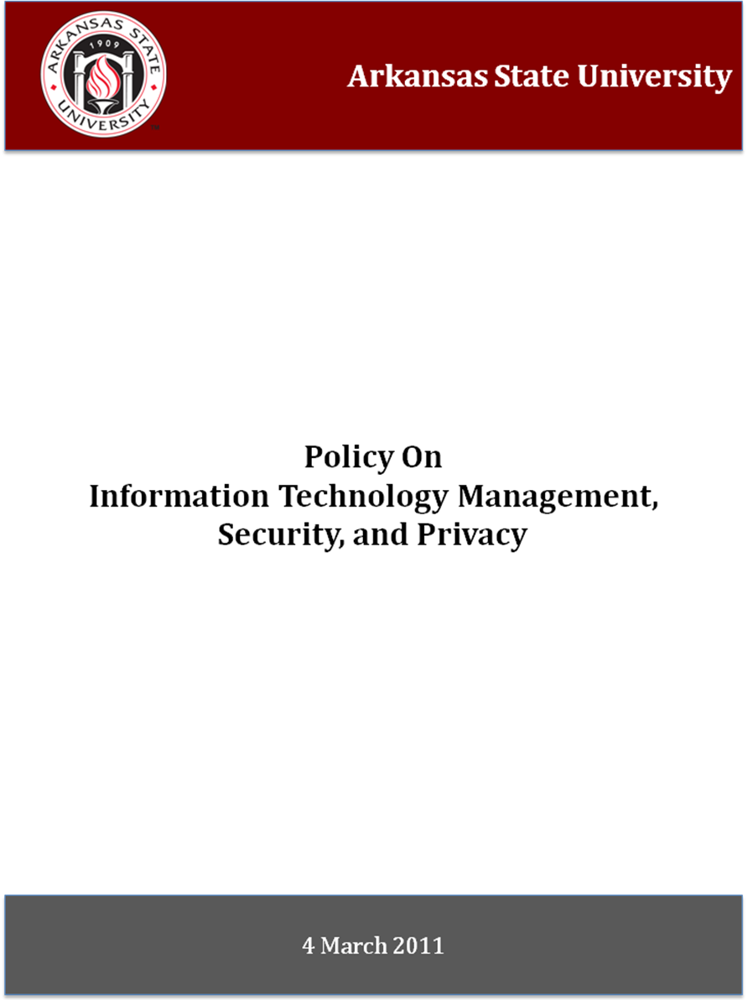 ARKANSAS STATE
1909
UNIVERSITY
Arkansas State University
Policy On
Information Technology Management,
Security, and Privacy
4 March 2011